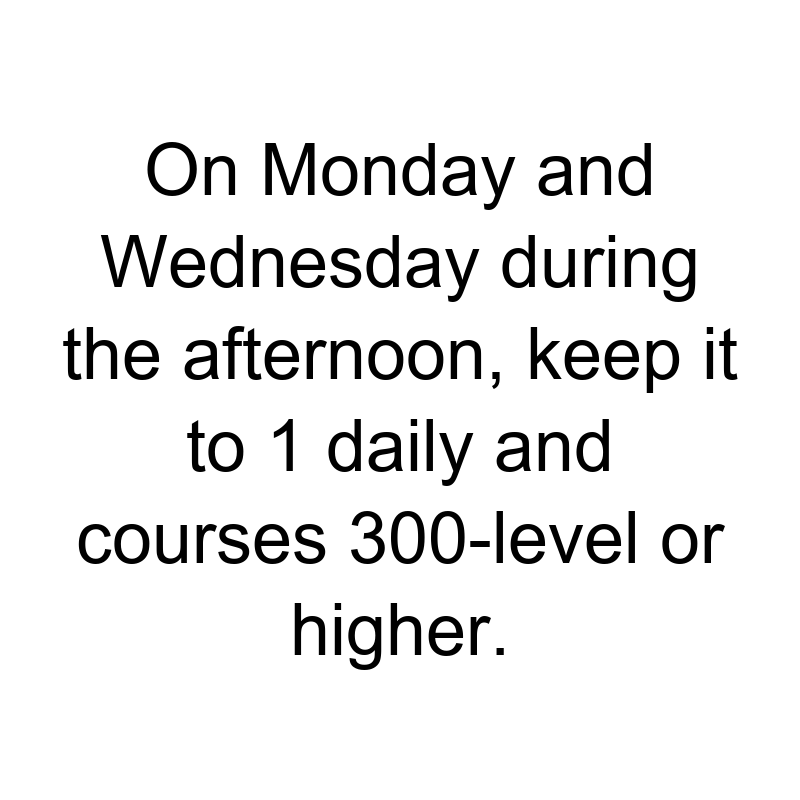 On Monday and
Wednesday during
the afternoon, keep it
to 1 daily and
courses 300-level or
higher.